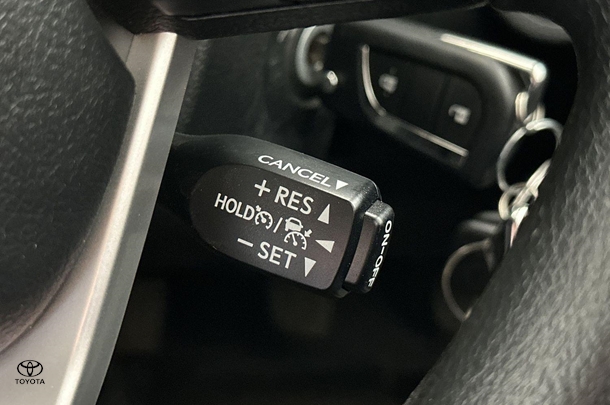 CANCEL▼
+ RES ▲
HOLD /
− SET ▼
ON-OFF
TOYOTA